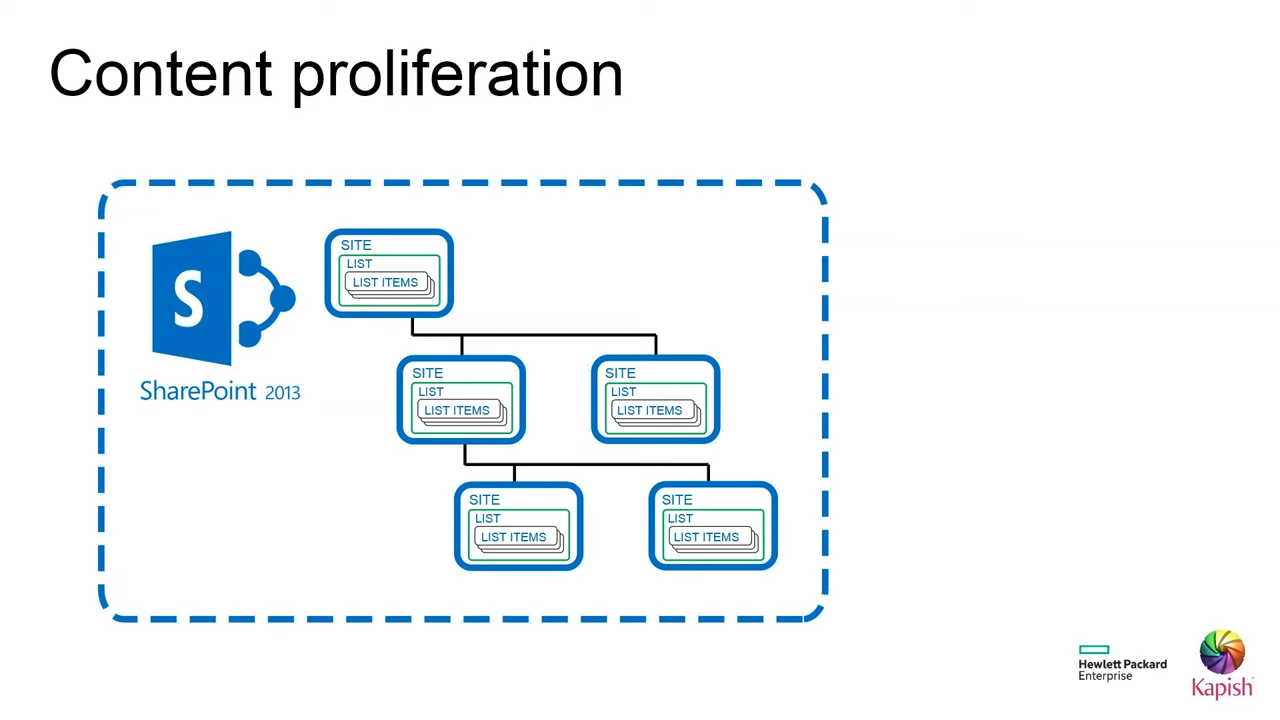 Content proliferation
S
SharePoint 2013
SITE
LIST
LIST ITEMS
SITE
LIST
LIST ITEMS
SITE
LIST
LIST ITEMS
SITE
LIST
LIST ITEMS
SITE
LIST
LIST ITEMS
Hewlett Packard
Enterprise
Kapish